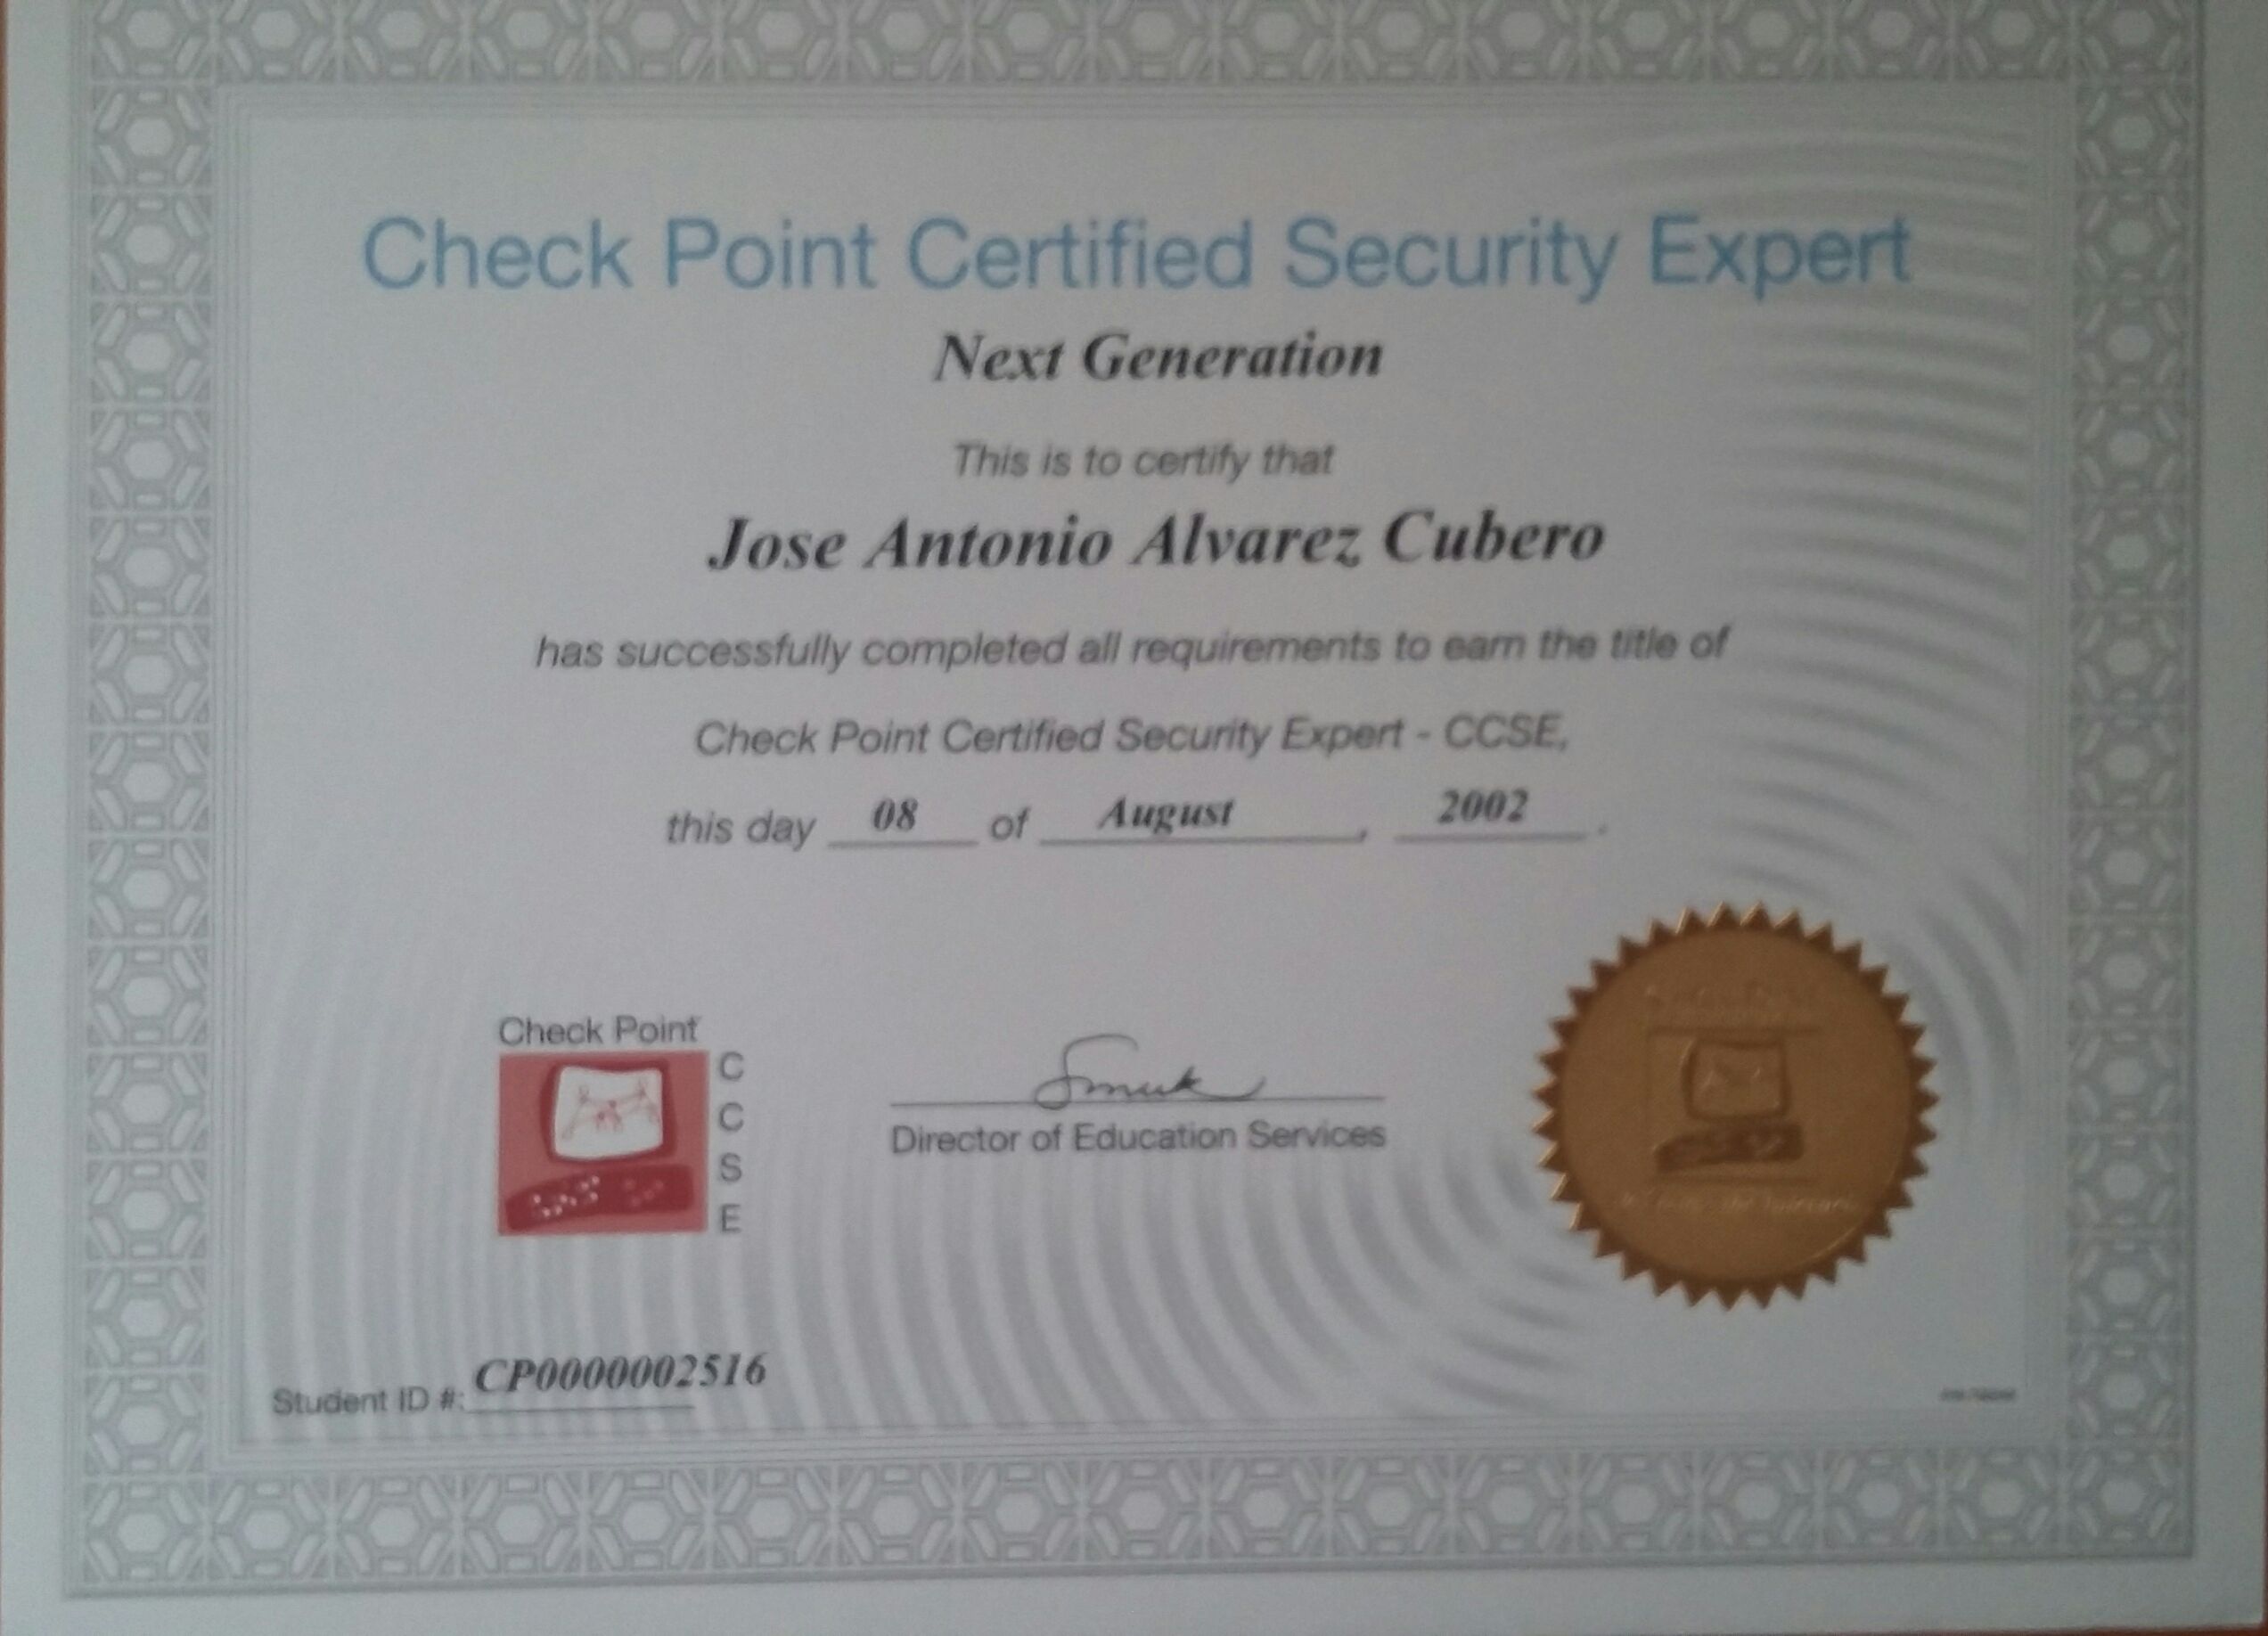 Check Point Certified Security Expert
Next Generation
This is to certify that
Jose Antonio Alvarez Cubero
has successfully completed all requirements to earn the title of
Check Point Certified Security Expert - CCSE,
this day 08 of August, 2002.
Check Point
C
C
S
E
Director of Education Services
Student ID #: CP0000002516